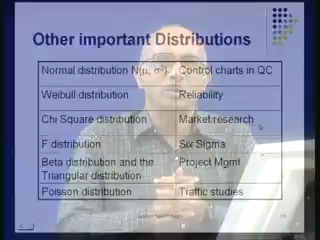 Other important Distributions
Normal distribution N(μ, σ²) Control charts in QC
Weibull distribution Reliability
Chi Square distribution Market research
F distribution Six Sigma
Beta distribution and the Project Mgmt
Triangular distribution
Poisson distribution Traffic studies